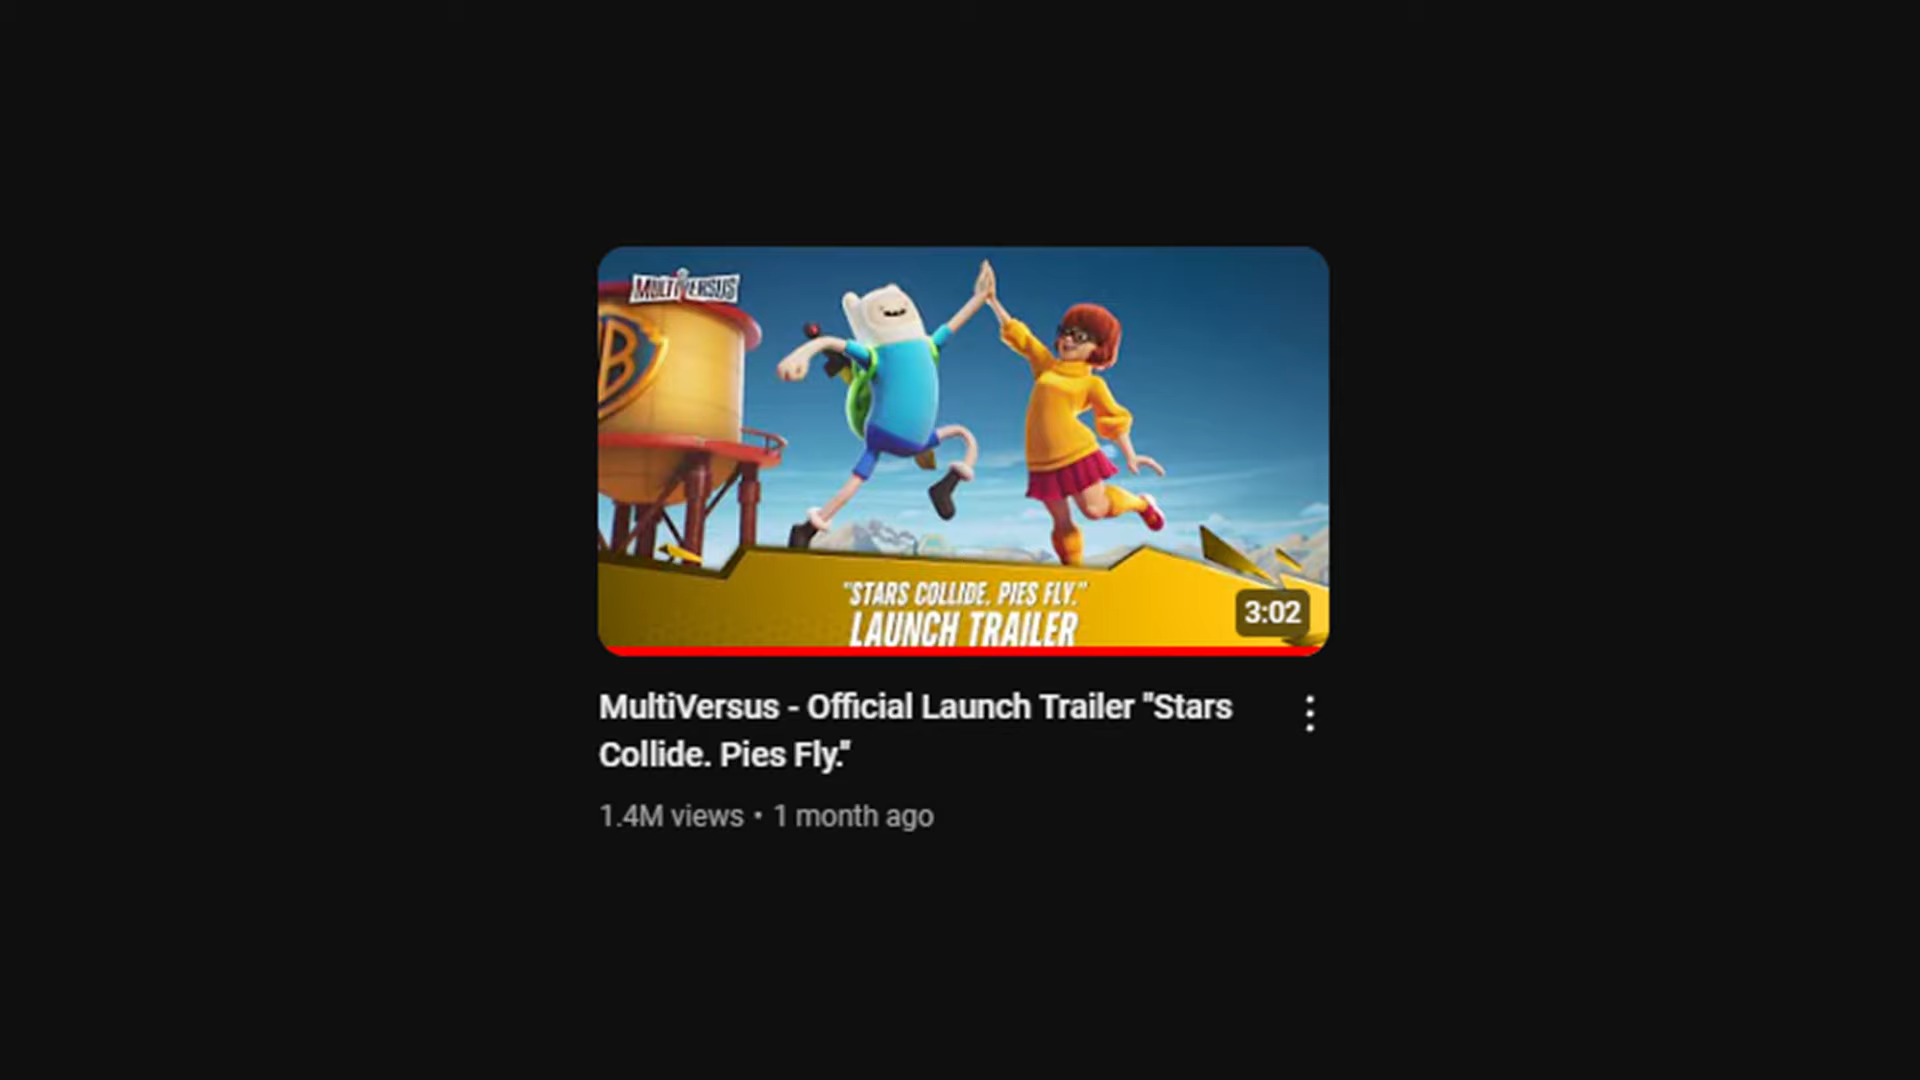 MULTIVERSUS
"STARS COLLIDE. PIES FLY."
LAUNCH TRAILER
3:02
MultiVersus - Official Launch Trailer "Stars
Collide. Pies Fly."
1.4M views • 1 month ago